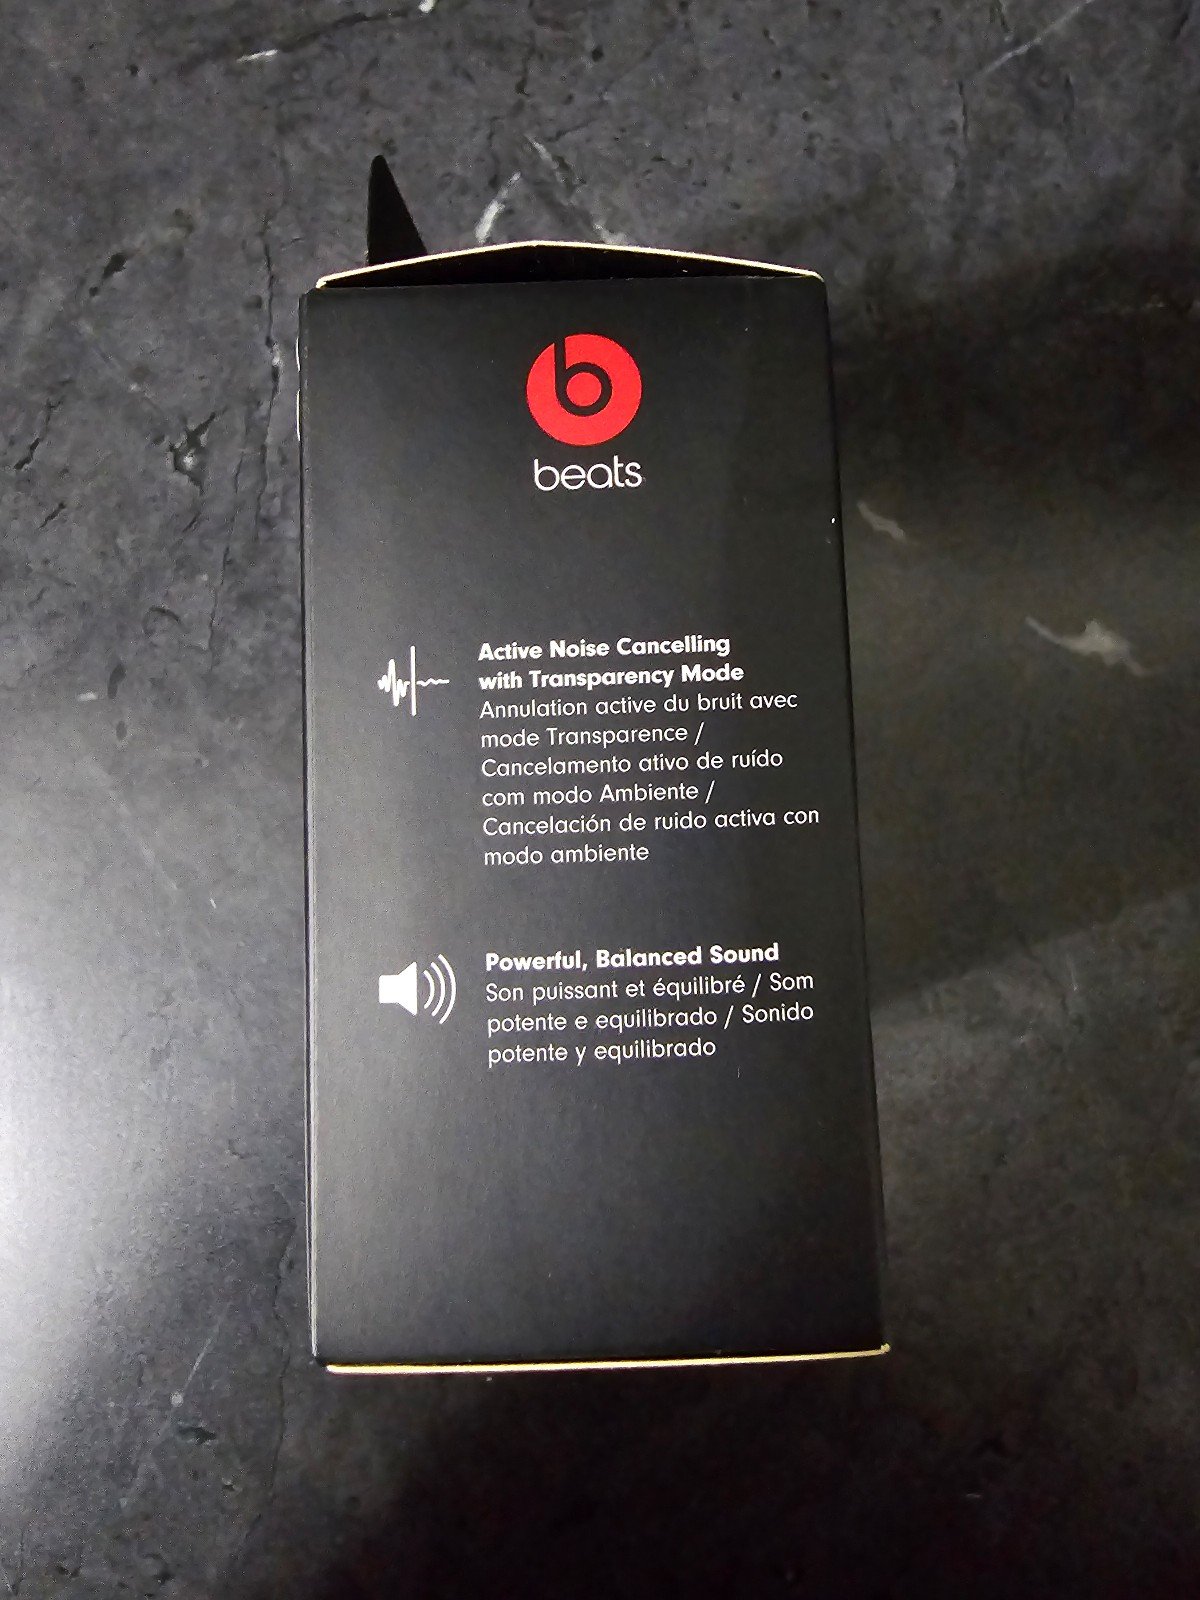 b
beats
Active Noise Cancelling
with Transparency Mode
Annulation active du bruit avec
mode Transparence /
Cancelamento ativo de ruído
com modo Ambiente /
Cancelación de ruido activa con
modo ambiente
Powerful, Balanced Sound
Son puissant et équilibré / Som
potente e equilibrado / Sonido
potente y equilibrado